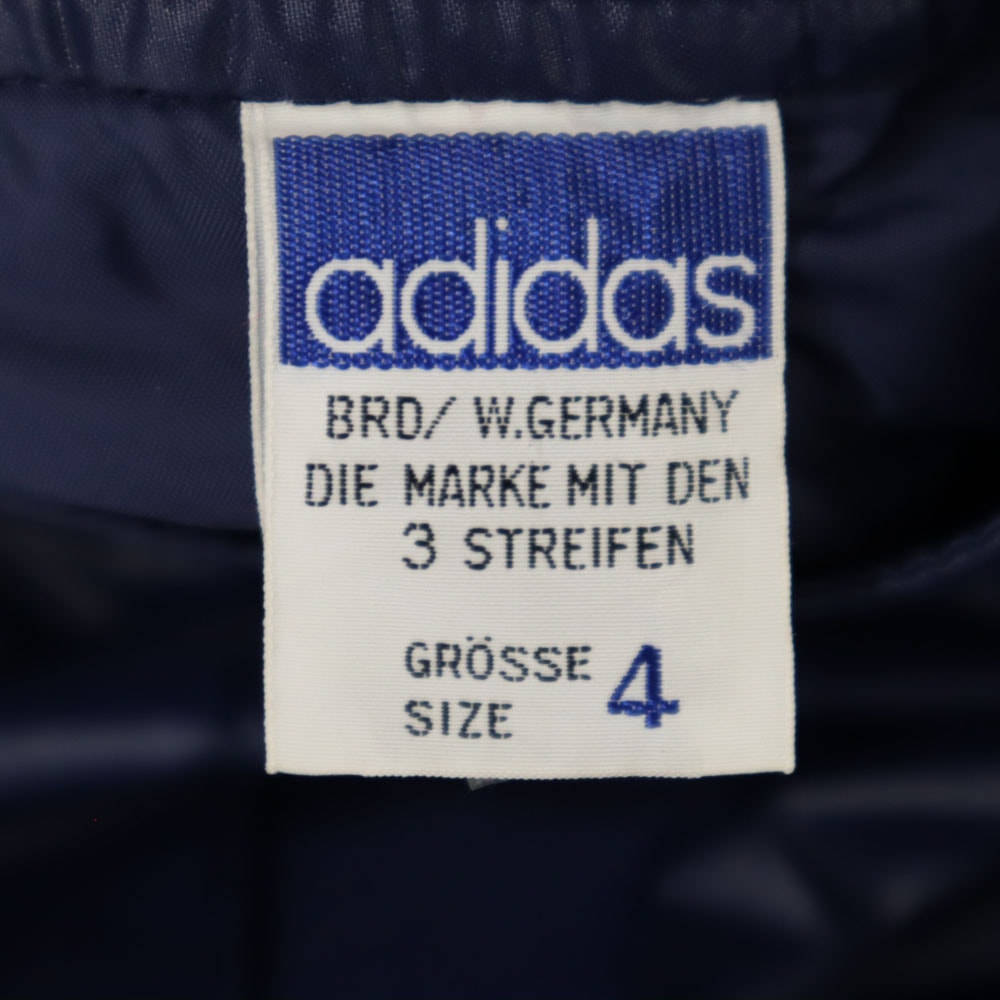 adidas
BRD/ W.GERMANY
DIE MARKE MIT DEN
3 STREIFEN
GRÖSSE 4
SIZE